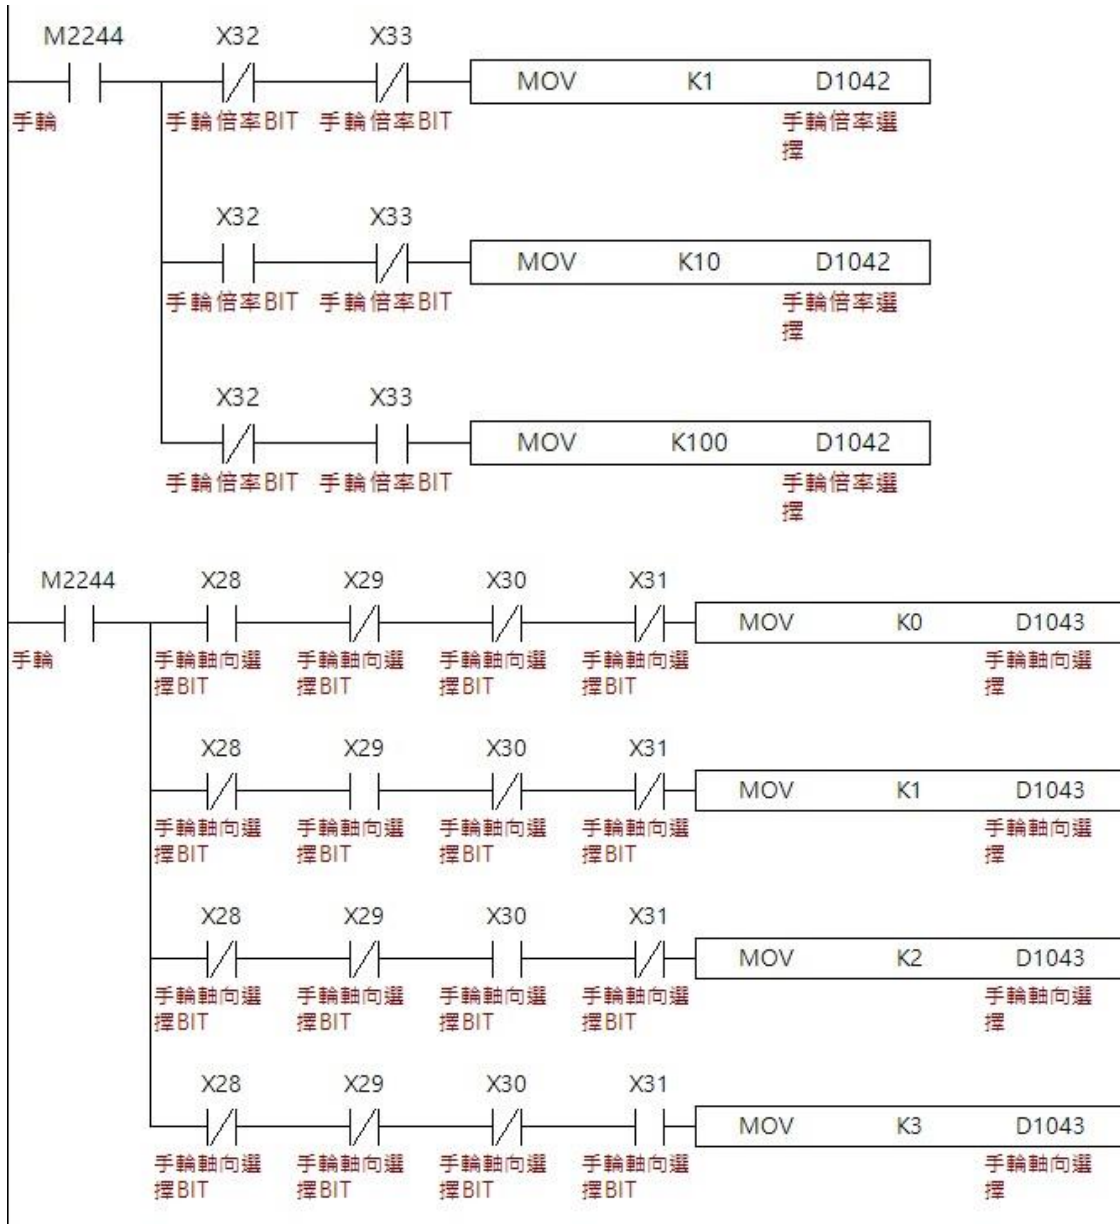 M2244 X32 X33
MOV K1 D1042
手輪 手輪倍率BIT 手輪倍率BIT 手輪倍率選
擇
X32 X33
MOV K10 D1042
手輪倍率BIT 手輪倍率BIT 手輪倍率選
擇
X32 X33
MOV K100 D1042
手輪倍率BIT 手輪倍率BIT 手輪倍率選
擇
M2244 X28 X29 X30 X31
MOV K0 D1043
手輪 手輪軸向選 手輪軸向選 手輪軸向選 手輪軸向選 手輪軸向選
擇BIT 擇BIT 擇BIT 擇BIT 擇
X28 X29 X30 X31
MOV K1 D1043
手輪軸向選 手輪軸向選 手輪軸向選 手輪軸向選 手輪軸向選
擇BIT 擇BIT 擇BIT 擇BIT 擇
X28 X29 X30 X31
MOV K2 D1043
手輪軸向選 手輪軸向選 手輪軸向選 手輪軸向選 手輪軸向選
擇BIT 擇BIT 擇BIT 擇BIT 擇
X28 X29 X30 X31
MOV K3 D1043
手輪軸向選 手輪軸向選 手輪軸向選 手輪軸向選 手輪軸向選
擇BIT 擇BIT 擇BIT 擇BIT 擇